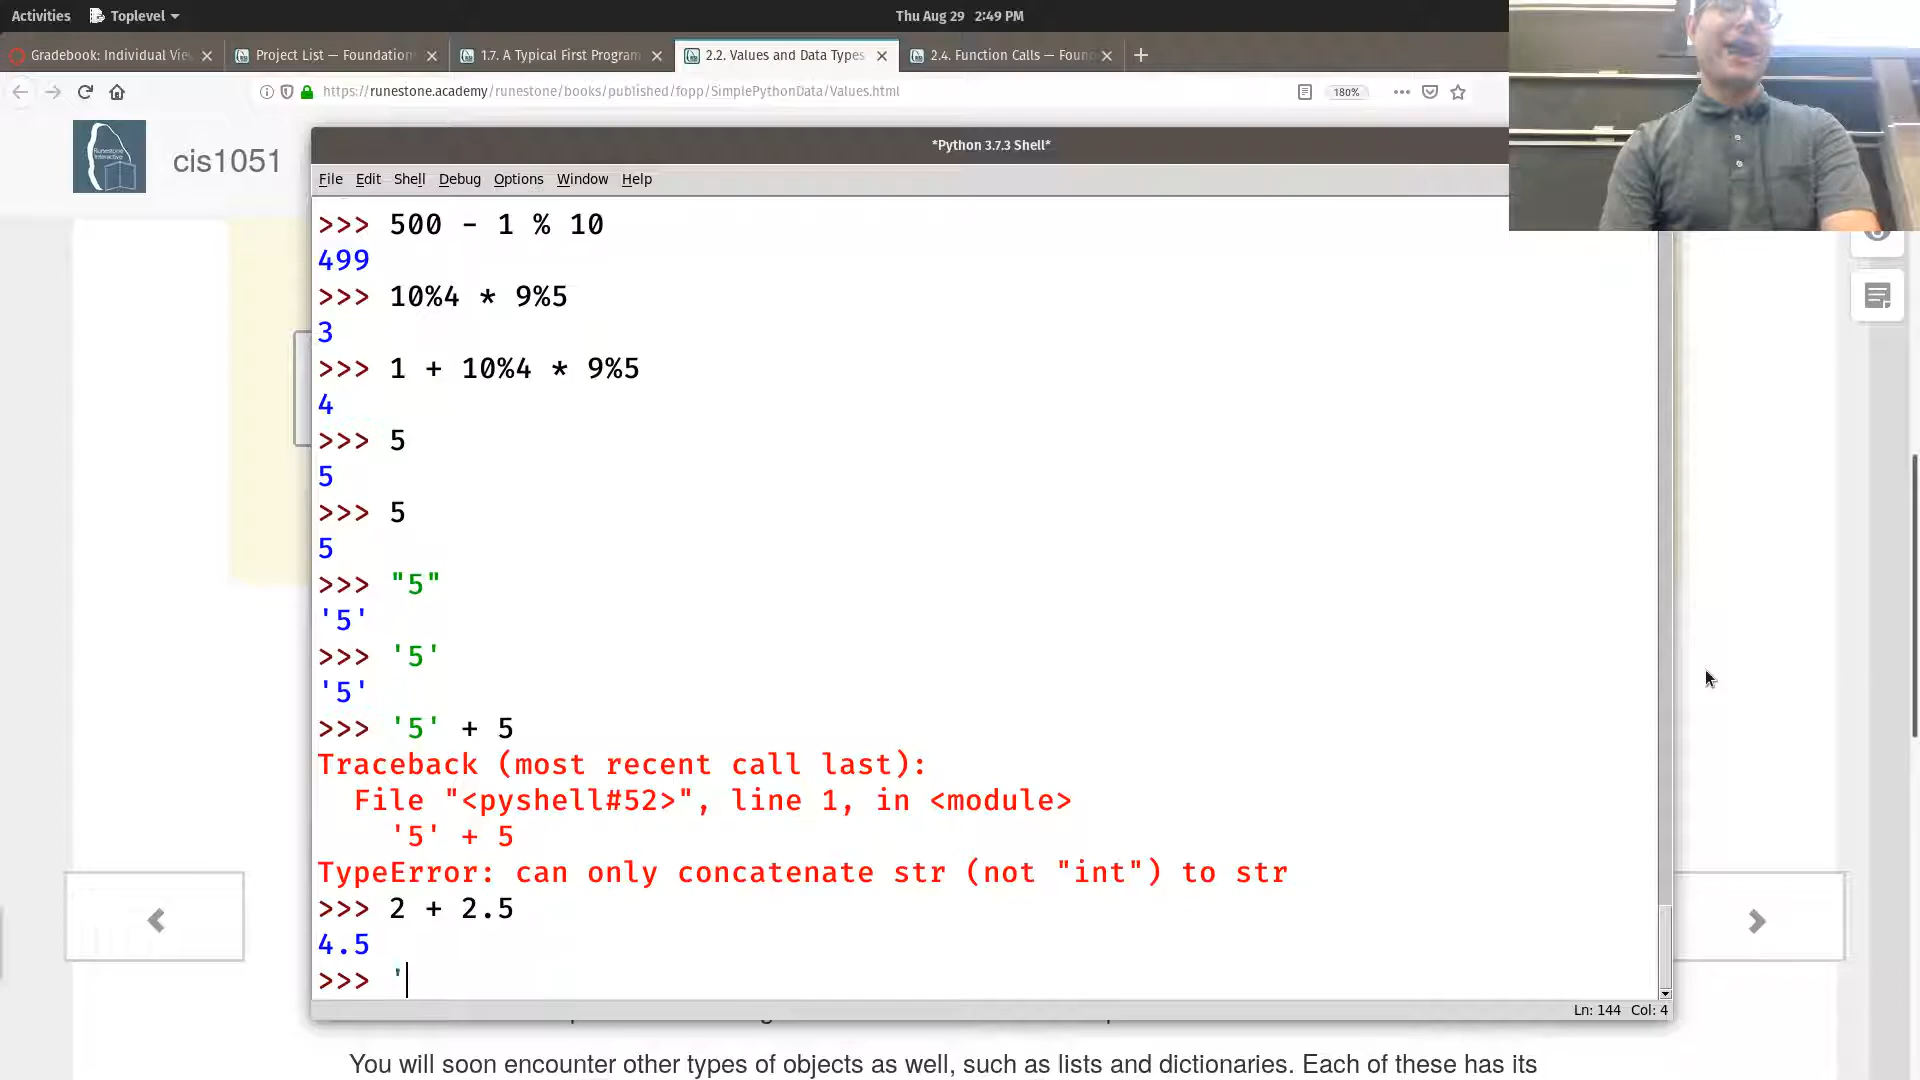 Activities Toplevel Thu Aug 29 2:49 PM
Gradebook: Individual Vie Project List — Foundation 1.7. A Typical First Program 2.2. Values and Data Types 2.4. Function Calls — Foun
https://runestone.academy/runestone/books/published/fopp/SimplePythonData/Values.html 180%
Runestone Interactive
cis1051
*Python 3.7.3 Shell*
File Edit Shell Debug Options Window Help
>>> 500 - 1 % 10
499
>>> 10%4 * 9%5
3
>>> 1 + 10%4 * 9%5
4
>>> 5
5
>>> 5
5
>>> "5"
'5'
>>> '5'
'5'
>>> '5' + 5
Traceback (most recent call last):
File "<pyshell#52>", line 1, in <module>
'5' + 5
TypeError: can only concatenate str (not "int") to str
>>> 2 + 2.5
4.5
>>> '
Ln: 144 Col: 4
You will soon encounter other types of objects as well, such as lists and dictionaries. Each of these has its